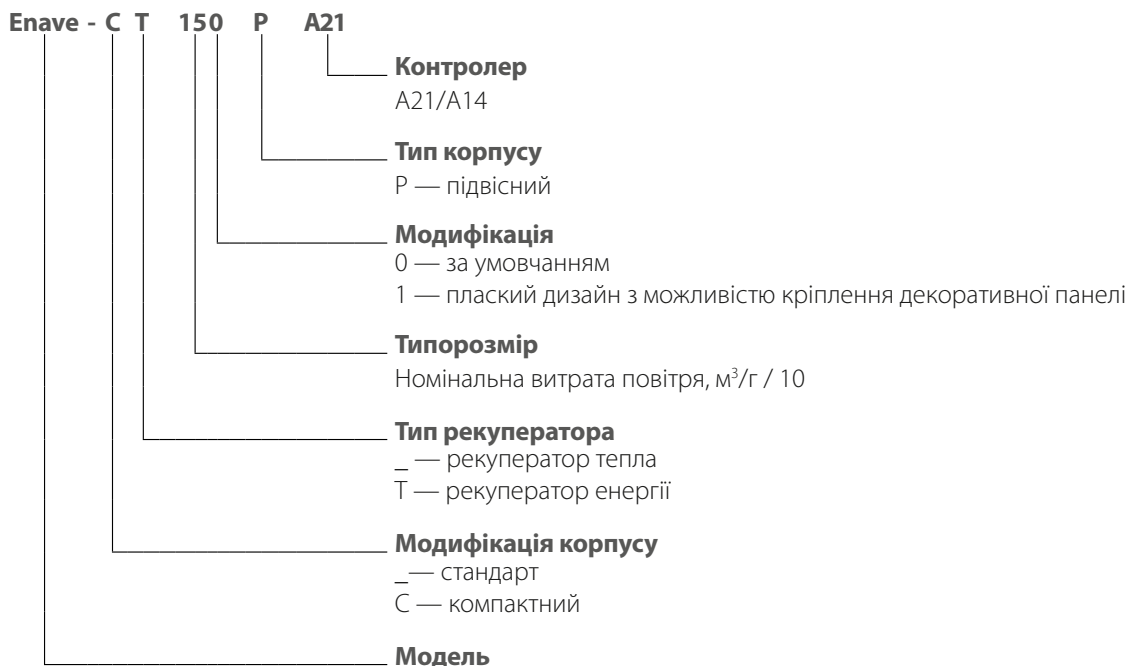 Enave - C T 150 P A21
Контролер
A21/A14
Тип корпусу
P — підвісний
Модифікація
0 — за умовчанням
1 — плаский дизайн з можливістю кріплення декоративної панелі
Типорозмір
Номінальна витрата повітря, м³/г / 10
Тип рекуператора
_ — рекуператор тепла
T — рекуператор енергії
Модифікація корпусу
_— стандарт
C — компактний
Модель